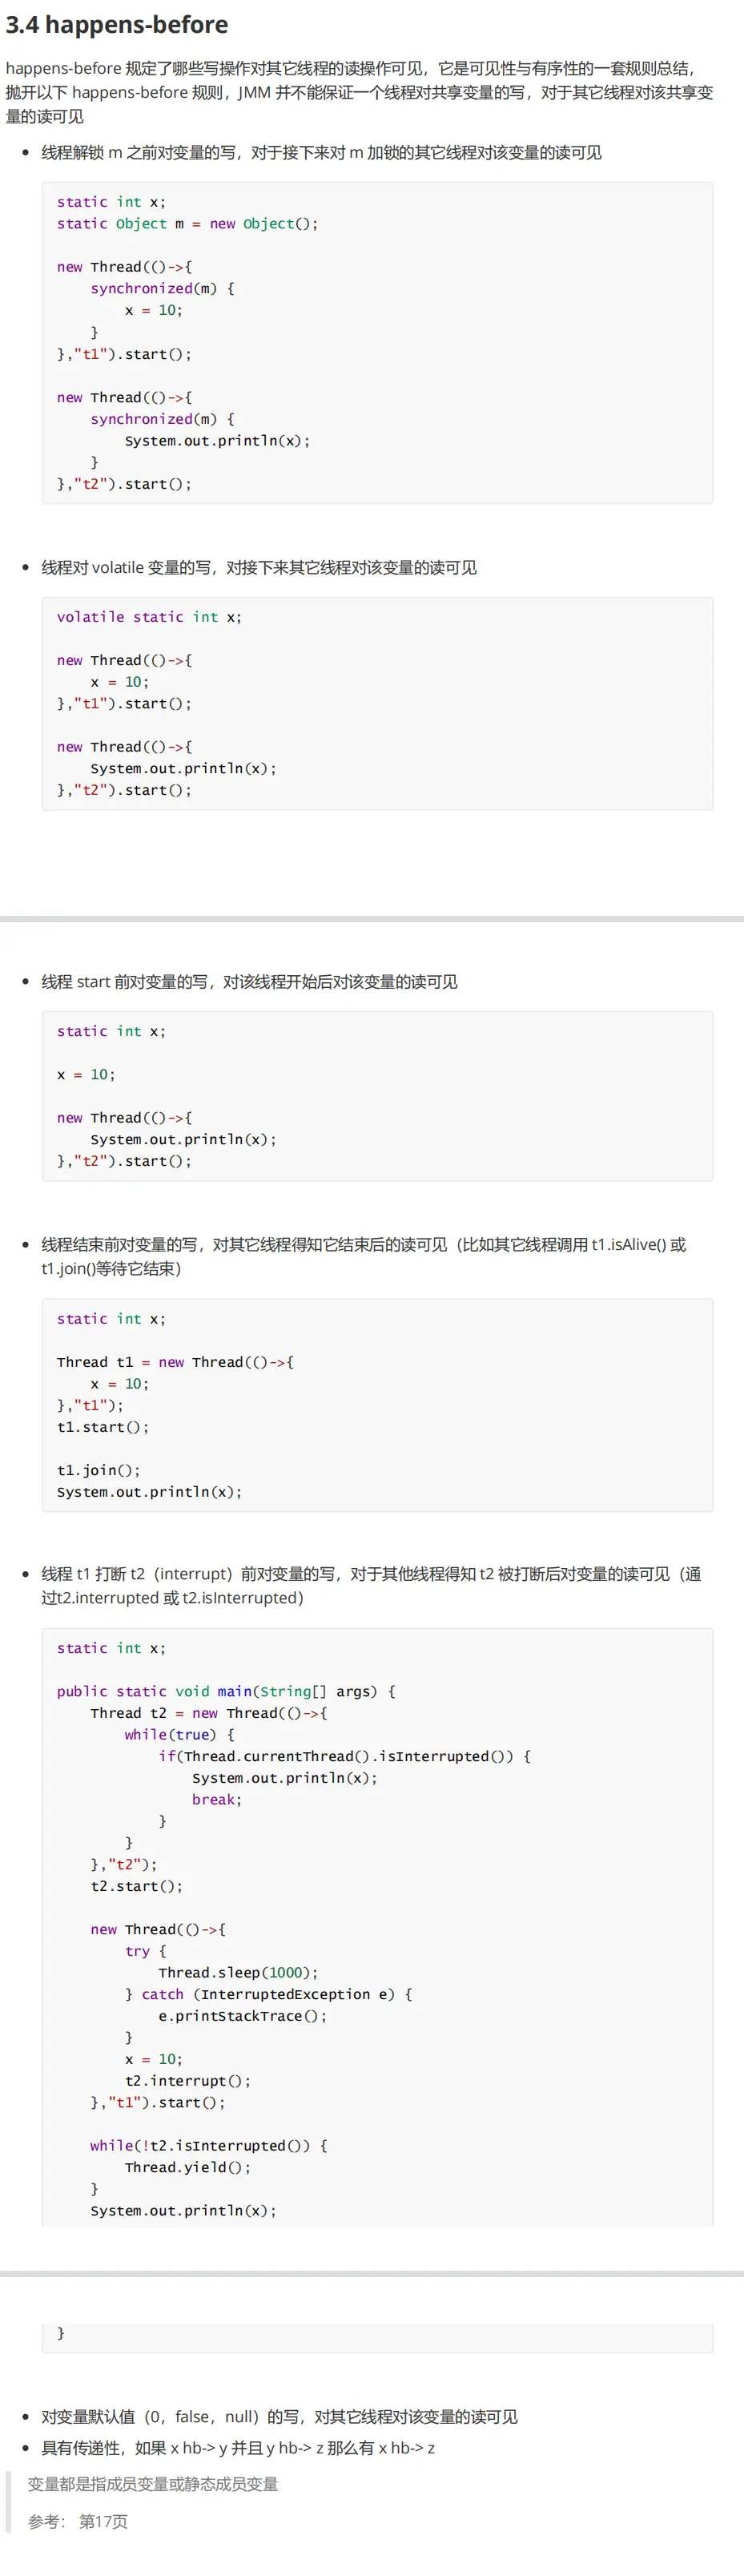 3.4 happens-before
happens-before 规定了哪些写操作对其它线程的读操作可见，它是可见性与有序性的一套规则总结，
抛开以下 happens-before 规则，JMM 并不能保证一个线程对共享变量的写，对于其它线程对该共享变
量的读可见
• 线程解锁 m 之前对变量的写，对于接下来对 m 加锁的其它线程对该变量的读可见
static int x;
static Object m = new Object();
new Thread(()->{
    synchronized(m) {
        x = 10;
    }
},"t1").start();
new Thread(()->{
    synchronized(m) {
        System.out.println(x);
    }
},"t2").start();
• 线程对 volatile 变量的写，对接下来其它线程对该变量的读可见
volatile static int x;
new Thread(()->{
    x = 10;
},"t1").start();
new Thread(()->{
    System.out.println(x);
},"t2").start();
• 线程 start 前对变量的写，对该线程开始后对该变量的读可见
static int x;
x = 10;
new Thread(()->{
    System.out.println(x);
},"t2").start();
• 线程结束前对变量的写，对其它线程得知它结束后的读可见（比如其它线程调用 t1.isAlive() 或
t1.join()等待它结束）
static int x;
Thread t1 = new Thread(()->{
    x = 10;
},"t1");
t1.start();
t1.join();
System.out.println(x);
• 线程 t1 打断 t2（interrupt）前对变量的写，对于其他线程得知 t2 被打断后对变量的读可见（通
过t2.interrupted 或 t2.isInterrupted）
static int x;
public static void main(String[] args) {
    Thread t2 = new Thread(()->{
        while(true) {
            if(Thread.currentThread().isInterrupted()) {
                System.out.println(x);
                break;
            }
        }
    },"t2");
    t2.start();
    new Thread(()->{
        try {
            Thread.sleep(1000);
        } catch (InterruptedException e) {
            e.printStackTrace();
        }
        x = 10;
        t2.interrupt();
    },"t1").start();
    while(!t2.isInterrupted()) {
        Thread.yield();
    }
    System.out.println(x);
}
• 对变量默认值（0，false，null）的写，对其它线程对该变量的读可见
• 具有传递性，如果 x hb-> y 并且 y hb-> z 那么有 x hb-> z
变量都是指成员变量或静态成员变量
参考： 第17页